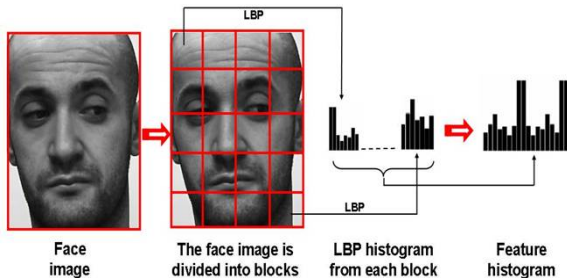 LBP
LBP
Face
image
The face image is
divided into blocks
LBP histogram
from each block
Feature
histogram